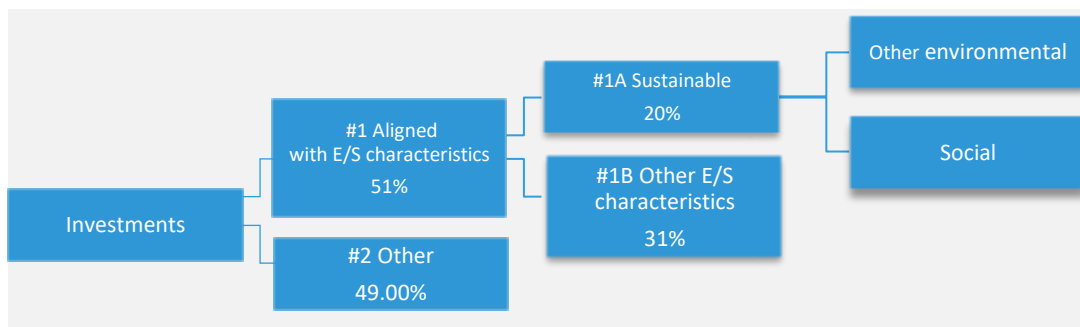 Investments
#1 Aligned
with E/S characteristics
51%
#2 Other
49.00%
#1A Sustainable
20%
#1B Other E/S
characteristics
31%
Other environmental
Social